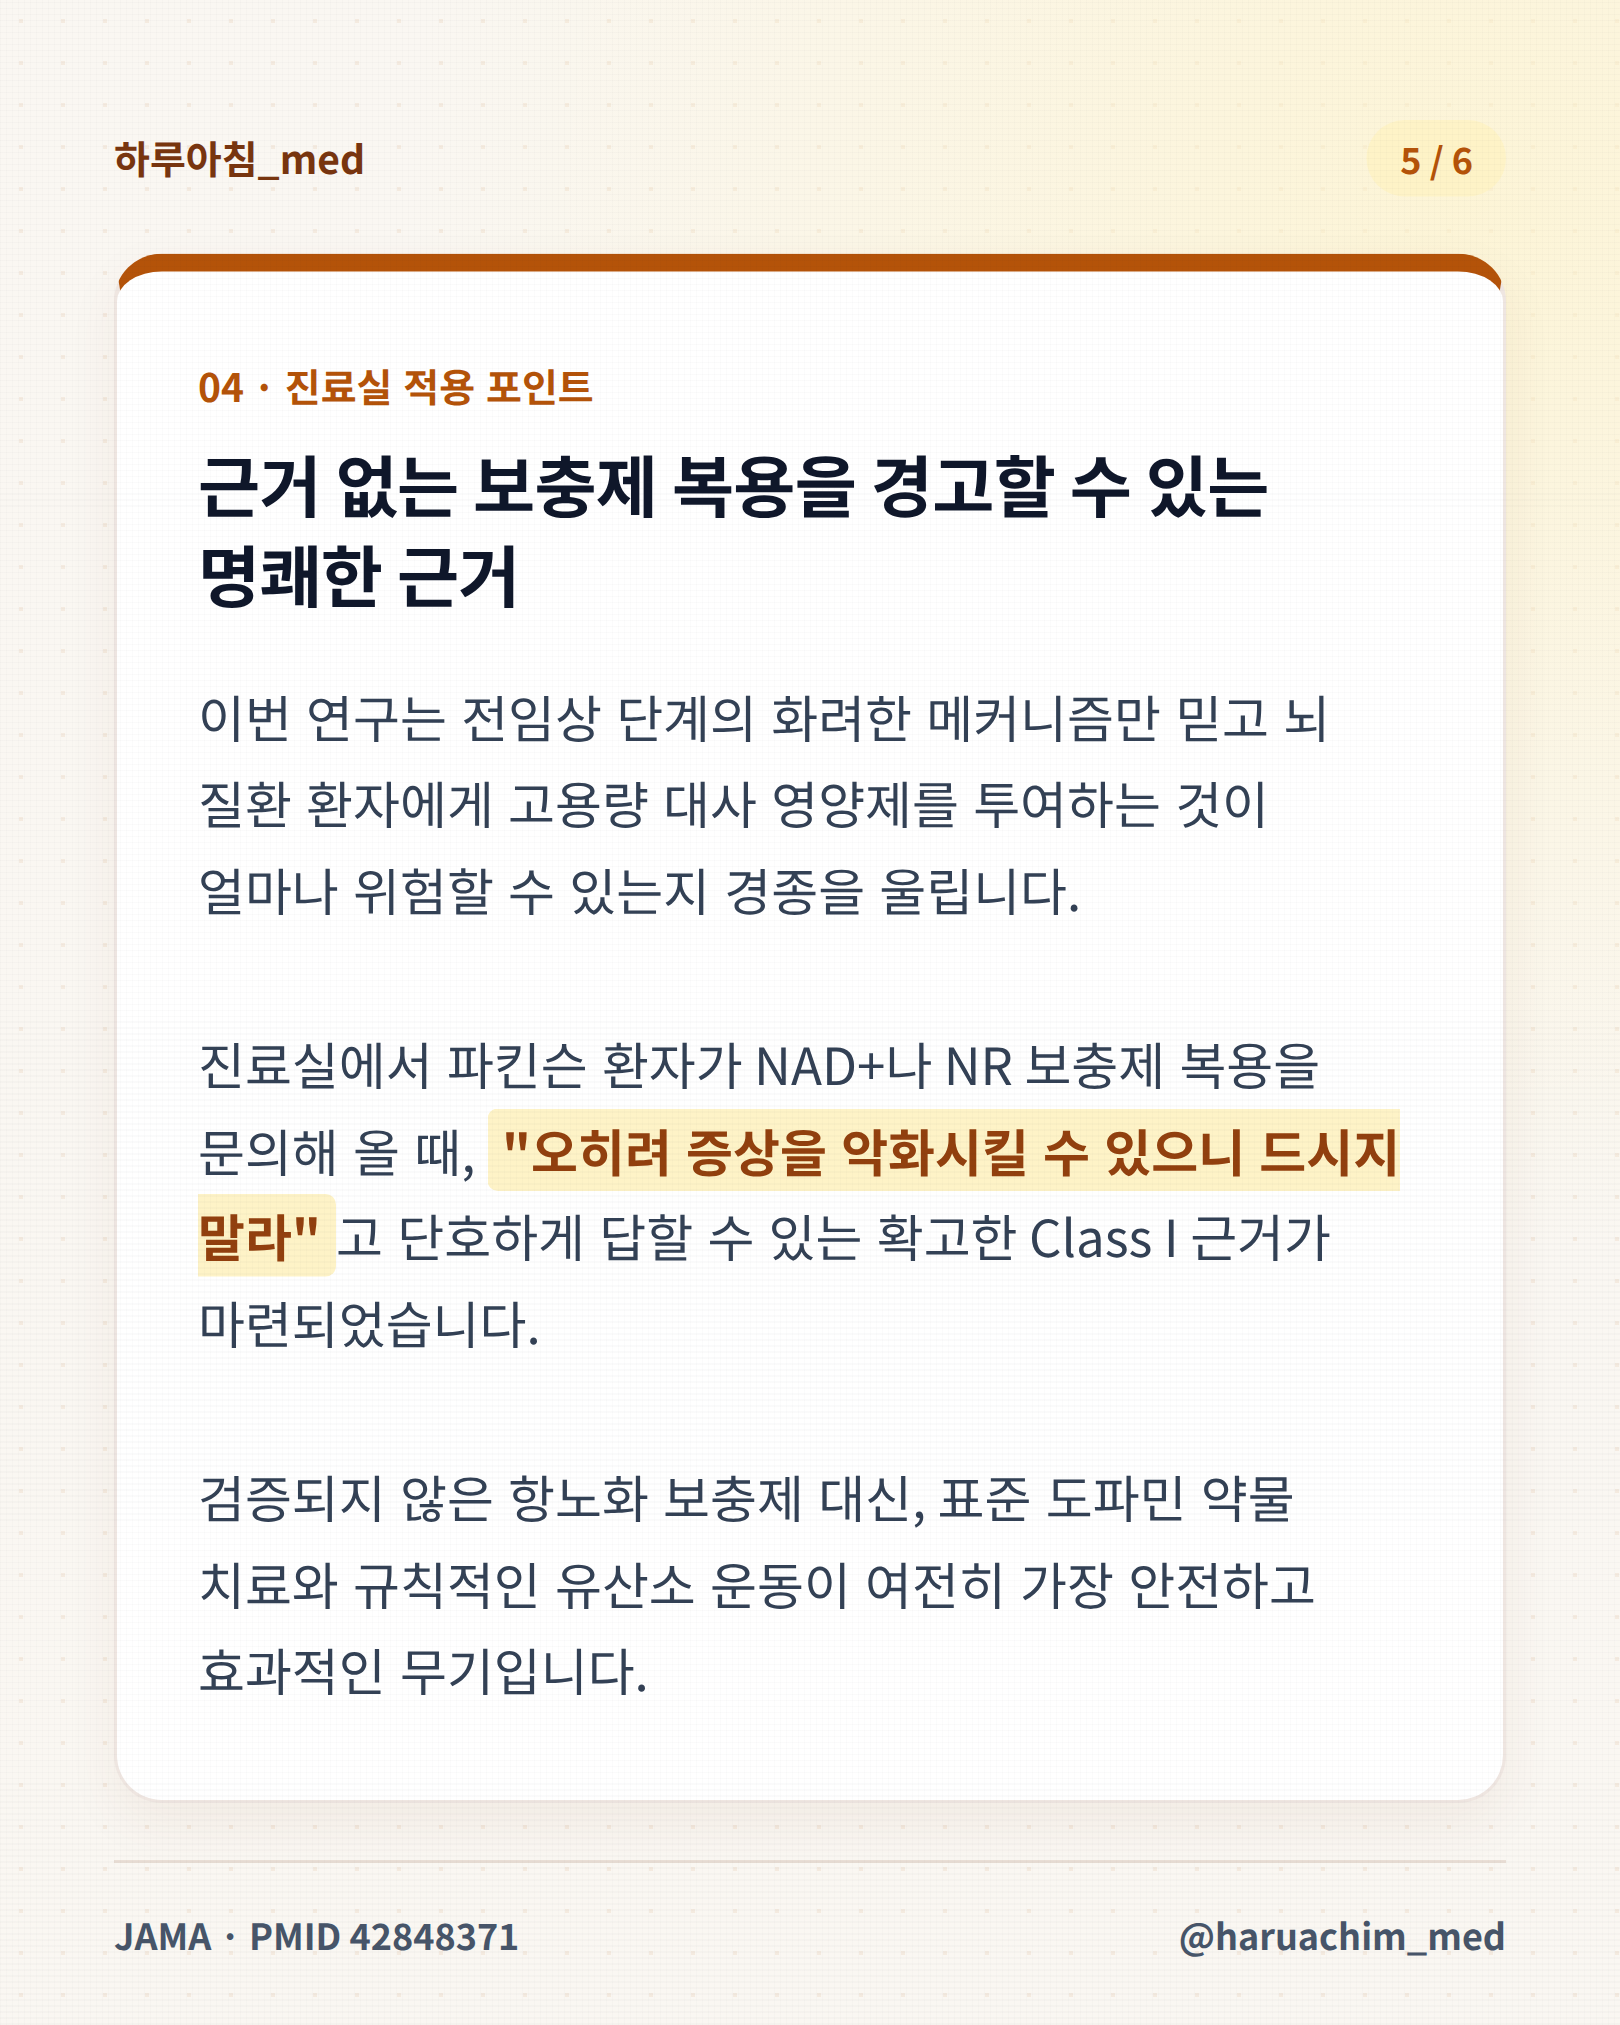 하루아침_med
5 / 6
04 · 진료실 적용 포인트
근거 없는 보충제 복용을 경고할 수 있는
명쾌한 근거
이번 연구는 전임상 단계의 화려한 메커니즘만 믿고 뇌
질환 환자에게 고용량 대사 영양제를 투여하는 것이
얼마나 위험할 수 있는지 경종을 울립니다.
진료실에서 파킨슨 환자가 NAD+나 NR 보충제 복용을
문의해 올 때, "오히려 증상을 악화시킬 수 있으니 드시지
말라" 고 단호하게 답할 수 있는 확고한 Class I 근거가
마련되었습니다.
검증되지 않은 항노화 보충제 대신, 표준 도파민 약물
치료와 규칙적인 유산소 운동이 여전히 가장 안전하고
효과적인 무기입니다.
JAMA · PMID 42848371
@haruachim_med